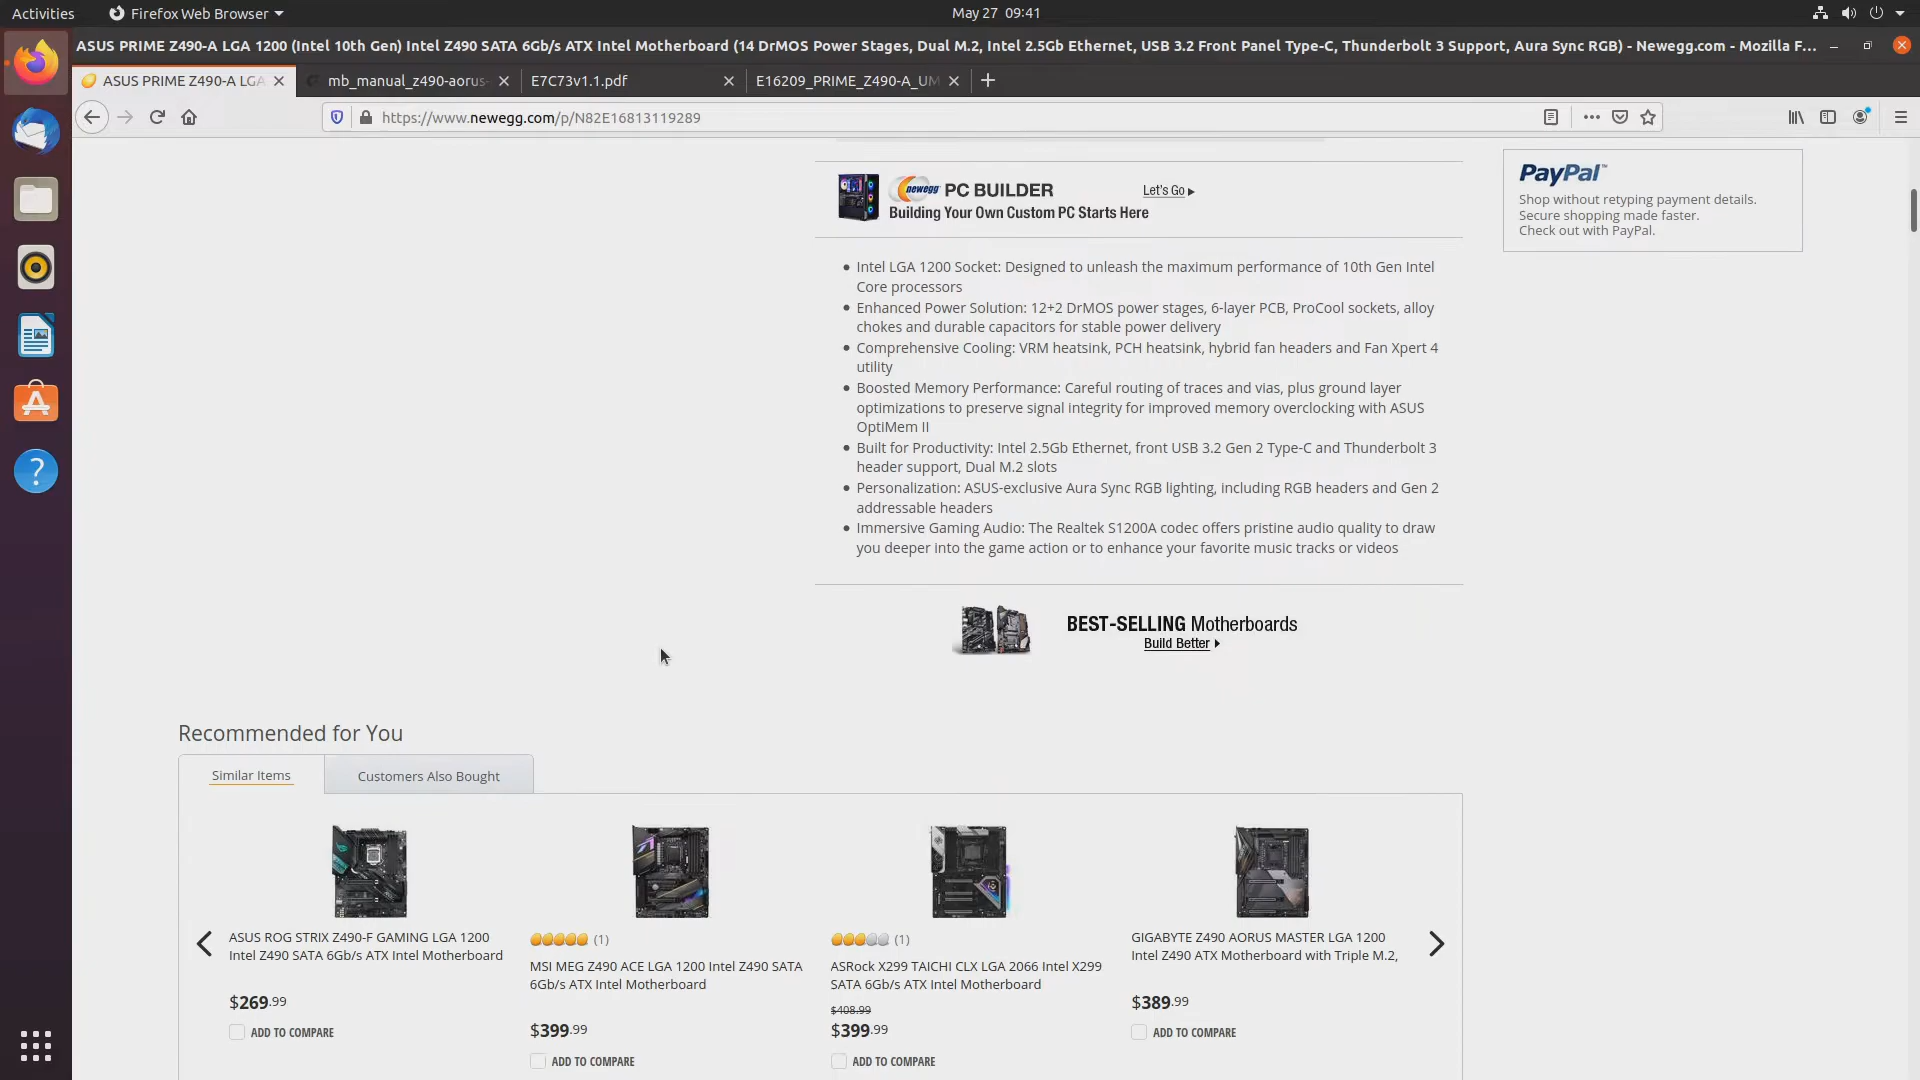 Activities
Firefox Web Browser
May 27 09:41
ASUS PRIME Z490-A LGA 1200 (Intel 10th Gen) Intel Z490 SATA 6Gb/s ATX Intel Motherboard (14 DrMOS Power Stages, Dual M.2, Intel 2.5Gb Ethernet, USB 3.2 Front Panel Type-C, Thunderbolt 3 Support, Aura Sync RGB) - Newegg.com - Mozilla F...
ASUS PRIME Z490-A LGA
mb_manual_z490-aorus-
E7C73v1.1.pdf
E16209_PRIME_Z490-A_UM
https://www.newegg.com/p/N82E16813119289
PayPal™
Shop without retyping payment details.
Secure shopping made faster.
Check out with PayPal.
newegg PC BUILDER
Let's Go
Building Your Own Custom PC Starts Here
Intel LGA 1200 Socket: Designed to unleash the maximum performance of 10th Gen Intel
Core processors
Enhanced Power Solution: 12+2 DrMOS power stages, 6-layer PCB, ProCool sockets, alloy
chokes and durable capacitors for stable power delivery
Comprehensive Cooling: VRM heatsink, PCH heatsink, hybrid fan headers and Fan Xpert 4
utility
Boosted Memory Performance: Careful routing of traces and vias, plus ground layer
optimizations to preserve signal integrity for improved memory overclocking with ASUS
OptiMem II
Built for Productivity: Intel 2.5Gb Ethernet, front USB 3.2 Gen 2 Type-C and Thunderbolt 3
header support, Dual M.2 slots
Personalization: ASUS-exclusive Aura Sync RGB lighting, including RGB headers and Gen 2
addressable headers
Immersive Gaming Audio: The Realtek S1200A codec offers pristine audio quality to draw
you deeper into the game action or to enhance your favorite music tracks or videos
BEST-SELLING Motherboards
Build Better
Recommended for You
Similar Items
Customers Also Bought
ASUS ROG STRIX Z490-F GAMING LGA 1200
Intel Z490 SATA 6Gb/s ATX Intel Motherboard
$269.99
ADD TO COMPARE
(1)
MSI MEG Z490 ACE LGA 1200 Intel Z490 SATA
6Gb/s ATX Intel Motherboard
$399.99
ADD TO COMPARE
(1)
ASRock X299 TAICHI CLX LGA 2066 Intel X299
SATA 6Gb/s ATX Intel Motherboard
$408.99
$399.99
ADD TO COMPARE
GIGABYTE Z490 AORUS MASTER LGA 1200
Intel Z490 ATX Motherboard with Triple M.2,
$389.99
ADD TO COMPARE